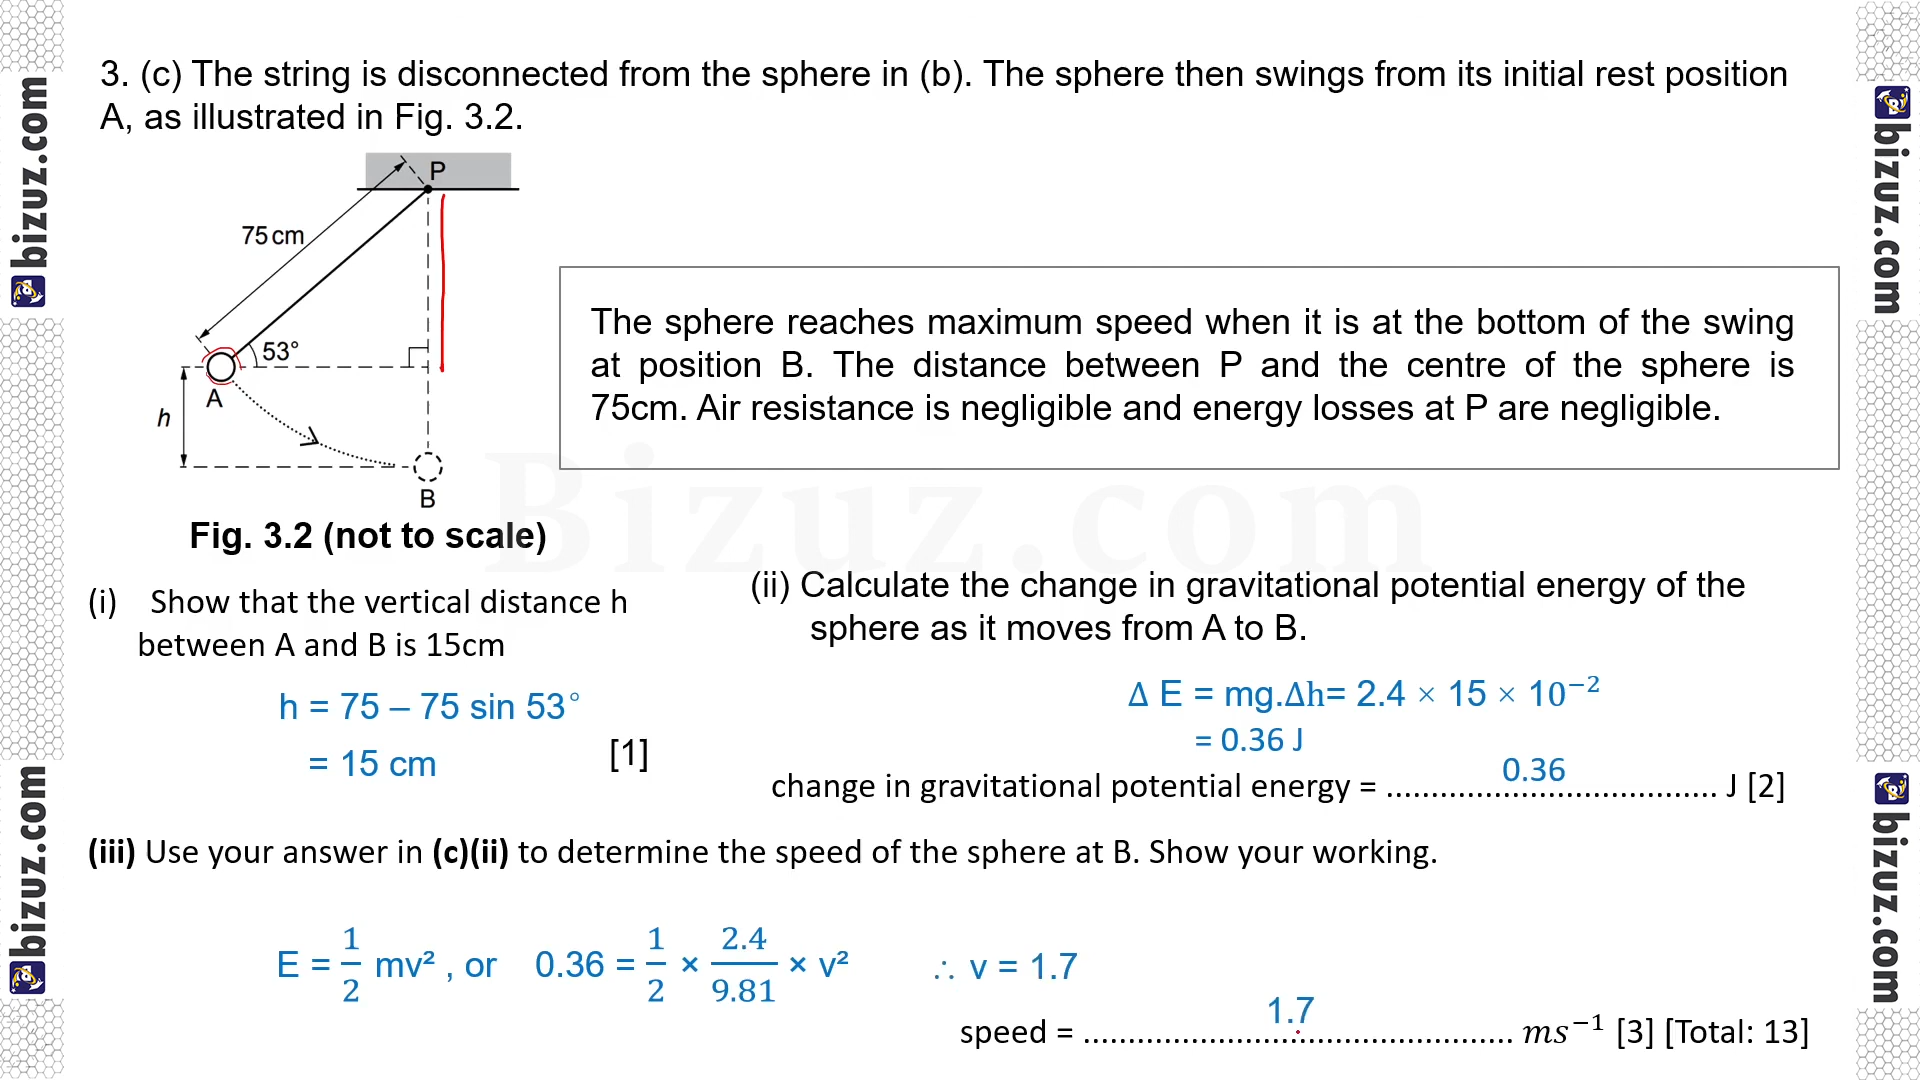 3. (c) The string is disconnected from the sphere in (b). The sphere then swings from its initial rest position
A, as illustrated in Fig. 3.2.
P
75 cm
53°
A
h
B
Fig. 3.2 (not to scale)
The sphere reaches maximum speed when it is at the bottom of the swing
at position B. The distance between P and the centre of the sphere is
75cm. Air resistance is negligible and energy losses at P are negligible.
Bizuz.com
(i) Show that the vertical distance h
between A and B is 15cm
h = 75 – 75 sin 53°
= 15 cm
[1]
(ii) Calculate the change in gravitational potential energy of the
sphere as it moves from A to B.
Δ E = mg.Δh= 2.4 × 15 × 10⁻²
= 0.36 J
0.36
change in gravitational potential energy = ..................................... J [2]
(iii) Use your answer in (c)(ii) to determine the speed of the sphere at B. Show your working.
E = 1/2 mv² , or 0.36 = 1/2 × 2.4/9.81 × v² ∴ v = 1.7
1.7
speed = ................................................ ms⁻¹ [3] [Total: 13]
bizuz.com
bizuz.com
bizuz.com
bizuz.com